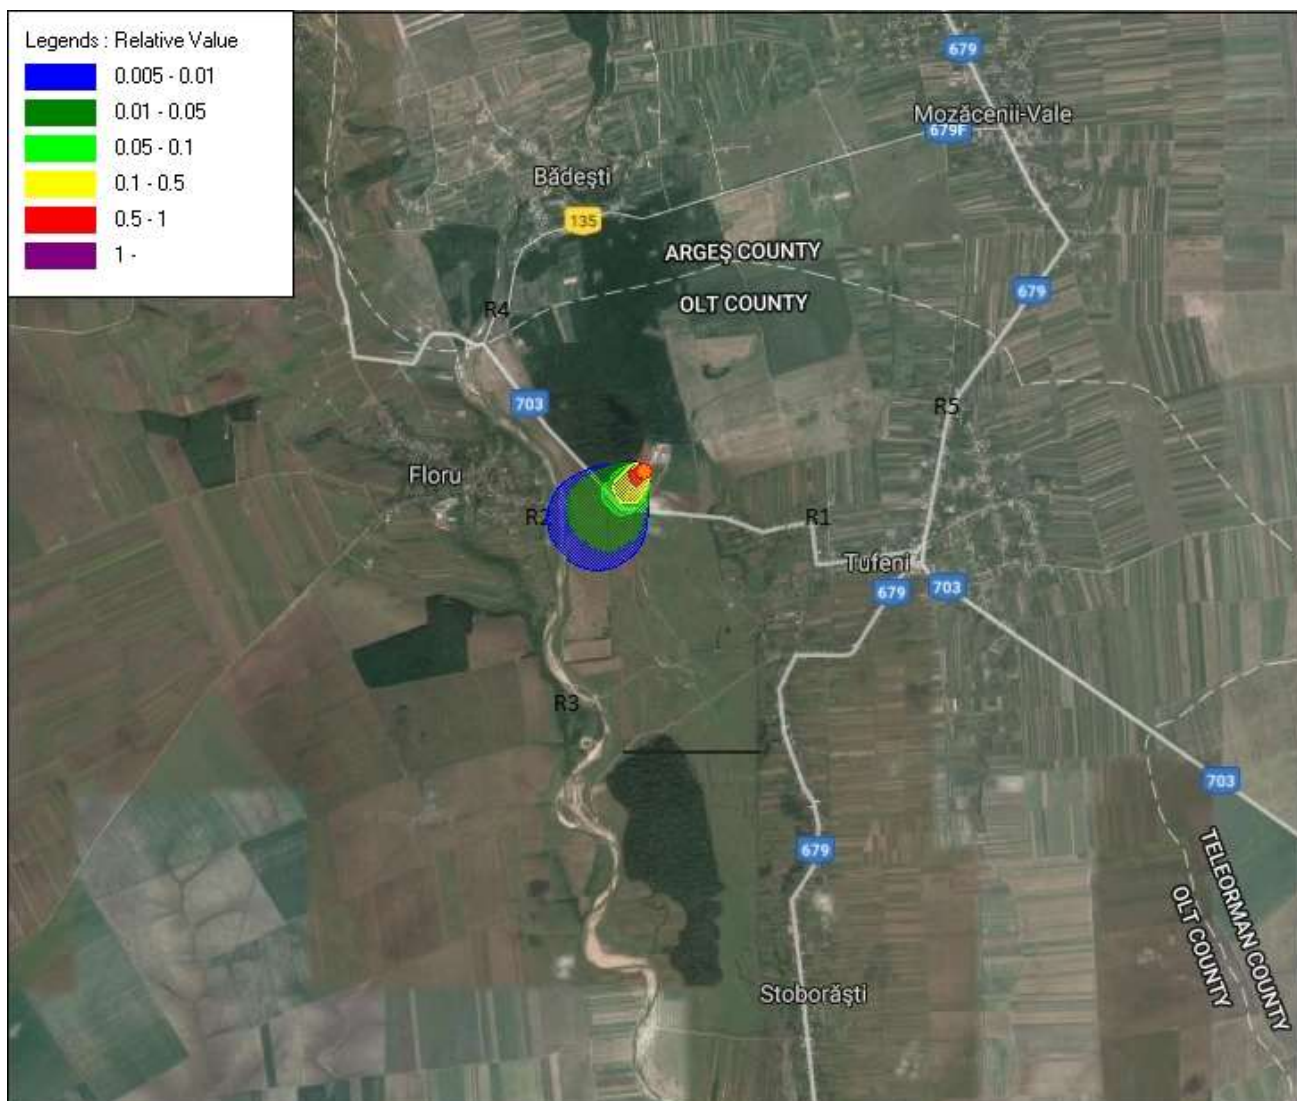 Legends : Relative Value
0.005 - 0.01
0.01 - 0.05
0.05 - 0.1
0.1 - 0.5
0.5 - 1
1 -
679
Mozăcenii-Vale
679F
Bădești
135
ARGEȘ COUNTY
OLT COUNTY
679
R4
703
R5
Floru
R2
R1
Tufeni
679
703
R3
703
679
TELEORMAN COUNTY
OLT COUNTY
Stoborăști